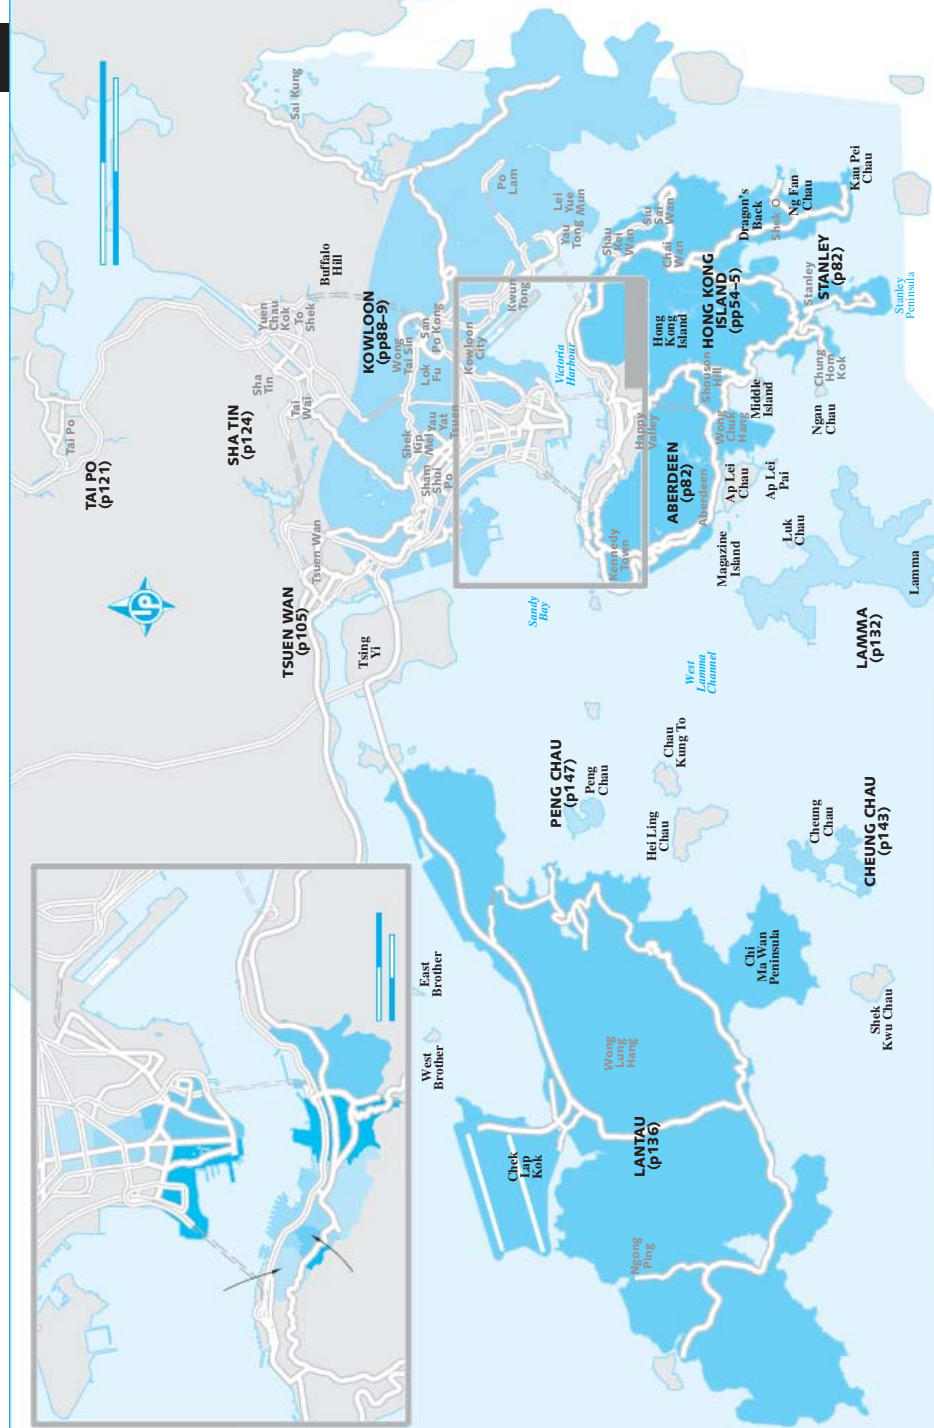 TAI PO
(p121)
Tai Po
SHA TIN
(p124)
Sha
Tin
Tai
Wai
Yuen
Chau
Kok
To
Shek
Buffalo
Hill
Sai Kung
TSUEN WAN
(p105)
Tsuen Wan
Tsing
Yi
KOWLOON
(pp88–9)
Wong
Tai Sin
Lok
Fu
San
Po Kong
Shek
Kip
Mei
Yau
Yat
Tsuen
Sham
Shui
Po
Kowloon
City
Kwun
Tong
Po
Lam
Lei
Yue
Mun
Yau
Tong
Victoria
Harbour
Sandy
Bay
Kennedy
Town
Happy
Valley
Hong
Kong
Island
HONG KONG
ISLAND
(pp54–5)
Shau
Kei
Wan
Siu
Sai
Wan
Chai
Wan
Dragon's
Back
Shek O
Ng Fan
Chau
Kau Pei
Chau
ABERDEEN
(p82)
Aberdeen
Wong
Chuk
Hang
Shouson
Hill
Middle
Island
Ap Lei
Chau
Ap Lei
Pai
Magazine
Island
Luk
Chau
Ngan
Chau
Chung
Hom
Kok
Stanley
STANLEY
(p82)
Stanley
Peninsula
LAMMA
(p132)
Lamma
West
Lamma
Channel
PENG CHAU
(p147)
Peng
Chau
Chau
Kung To
Hei Ling
Chau
Cheung
Chau
CHEUNG CHAU
(p143)
Chi
Ma Wan
Peninsula
Shek
Kwu Chau
East
Brother
West
Brother
Chek
Lap
Kok
Wong
Lung
Hang
LANTAU
(p136)
Ngong
Ping
lp